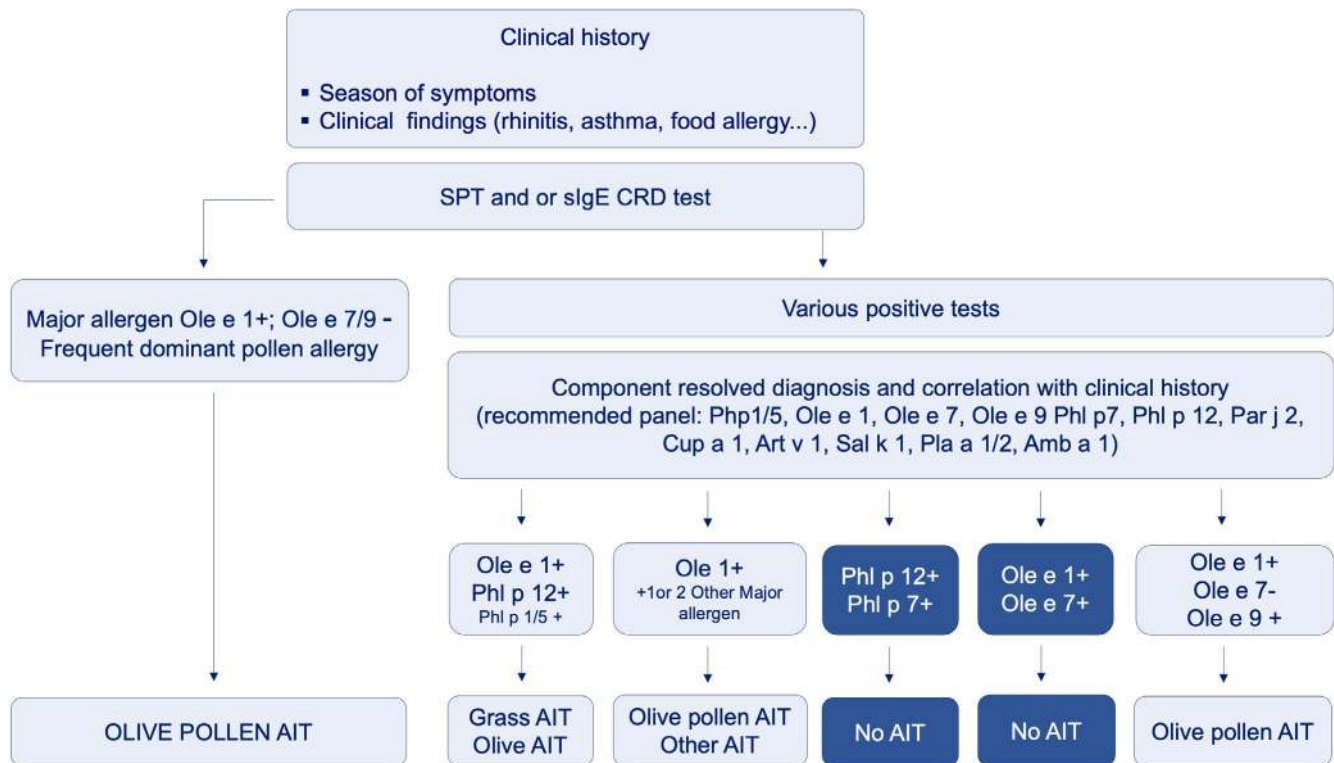 Clinical history
▪ Season of symptoms
▪ Clinical findings (rhinitis, asthma, food allergy...)
SPT and or sIgE CRD test
Major allergen Ole e 1+; Ole e 7/9 -
Frequent dominant pollen allergy
Various positive tests
Component resolved diagnosis and correlation with clinical history
(recommended panel: Php1/5, Ole e 1, Ole e 7, Ole e 9 Phl p7, Phl p 12, Par j 2,
Cup a 1, Art v 1, Sal k 1, Pla a 1/2, Amb a 1)
Ole e 1+
Phl p 12+
Phl p 1/5 +
Ole 1+
+1or 2 Other Major
allergen
Phl p 12+
Phl p 7+
Ole e 1+
Ole e 7+
Ole e 1+
Ole e 7-
Ole e 9 +
OLIVE POLLEN AIT
Grass AIT
Olive AIT
Olive pollen AIT
Other AIT
No AIT
No AIT
Olive pollen AIT